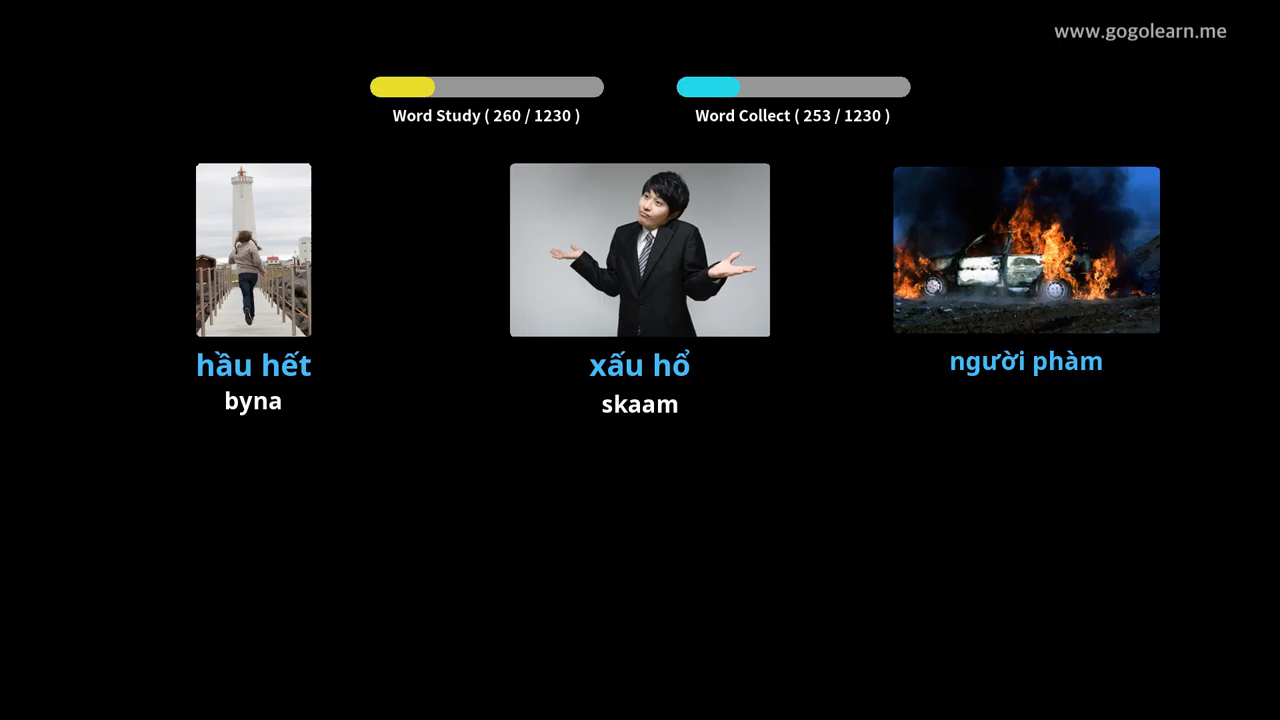 www.gogolearn.me
Word Study ( 260 / 1230 )
Word Collect ( 253 / 1230 )
hầu hết
byna
xấu hổ
skaam
người phàm